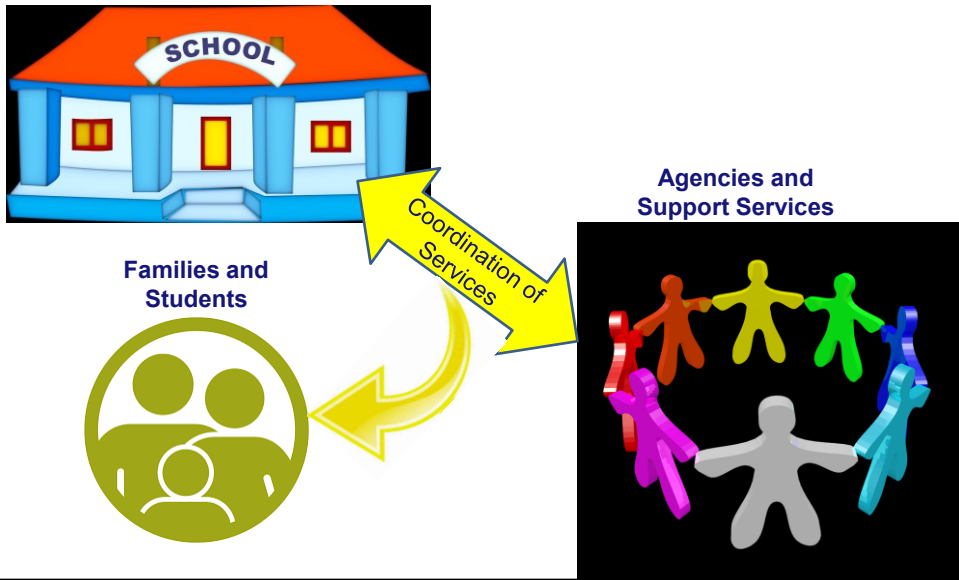 SCHOOL
Agencies and
Support Services
Coordination of
Services
Families and
Students